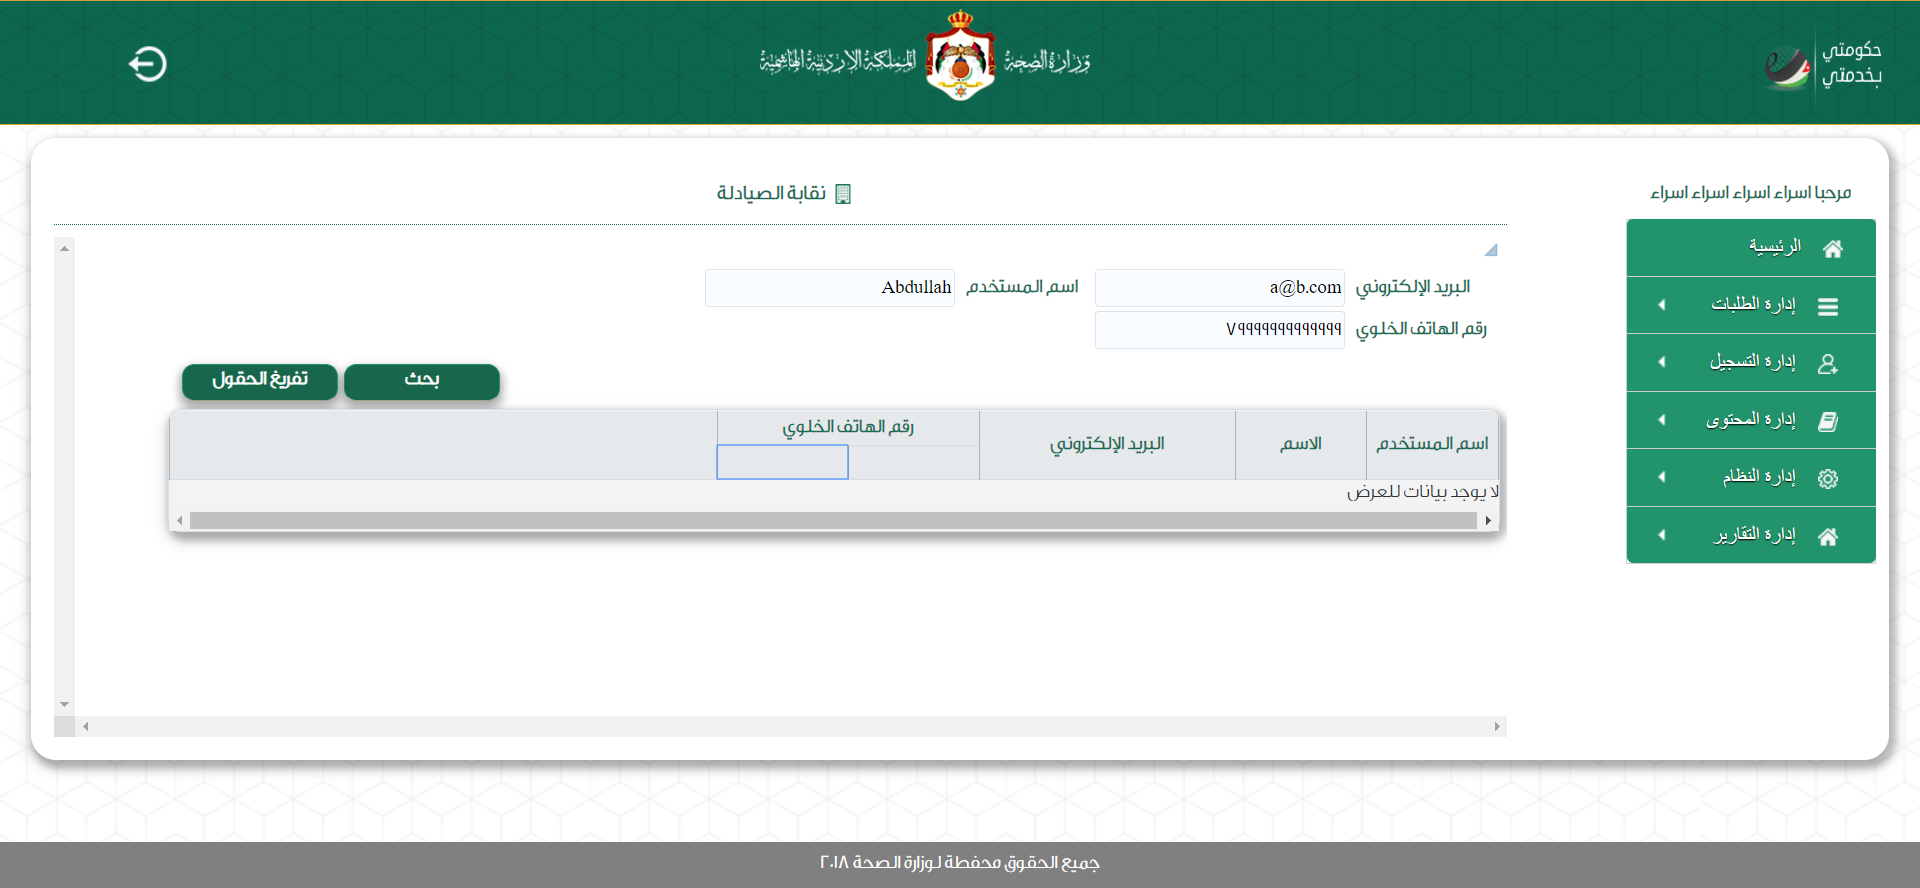 حكومتي
بخدمتي
وزارة الصحة
المملكة الاردنية الهاشمية
مرحبا اسراء اسراء اسراء اسراء
الرئيسية
إدارة الطلبات
إدارة التسجيل
إدارة المحتوى
إدارة النظام
إدارة التقارير
نقابة الصيادلة
البريد الإلكتروني a@b.com اسم المستخدم Abdullah
رقم الهاتف الخلوي ٧٩٩٩٩٩٩٩٩٩٩٩٩٩
بحث تفريغ الحقول
اسم المستخدم الاسم البريد الإلكتروني رقم الهاتف الخلوي
لا يوجد بيانات للعرض
جميع الحقوق محفطة لوزارة الصحة ٢٠١٨